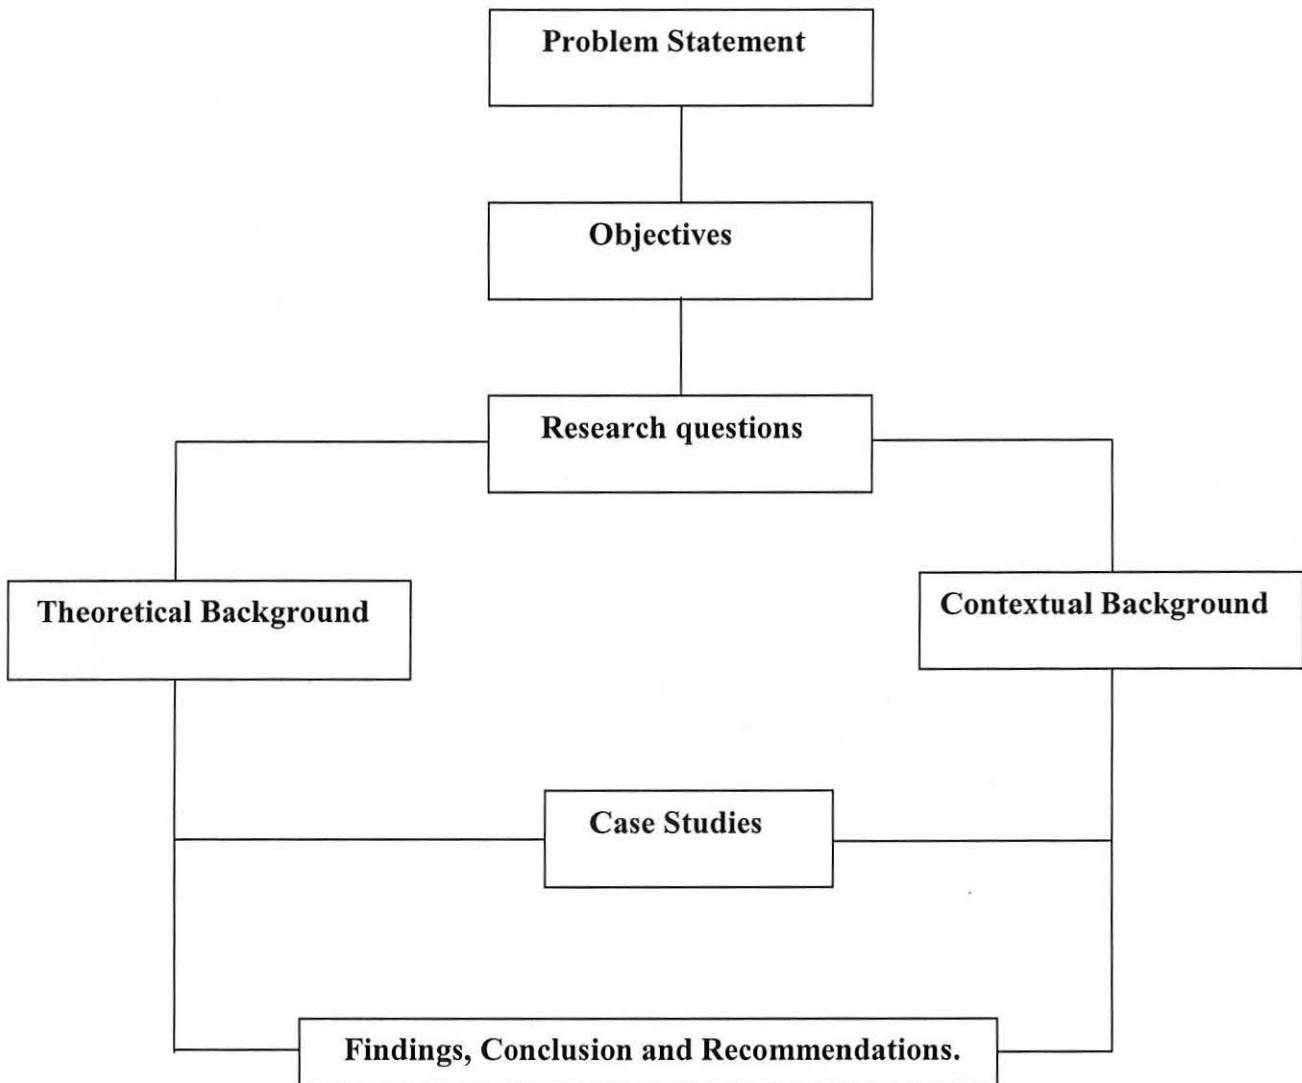 Problem Statement
Objectives
Research questions
Theoretical Background
Contextual Background
Case Studies
Findings, Conclusion and Recommendations.